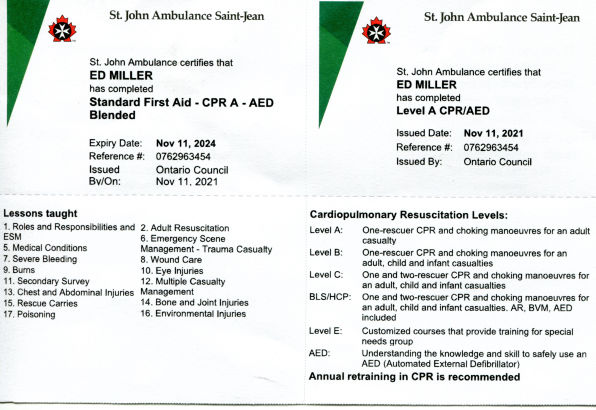 St. John Ambulance Saint-Jean
St. John Ambulance certifies that
ED MILLER
has completed
Standard First Aid - CPR A - AED
Blended
Expiry Date: Nov 11, 2024
Reference #: 0762963454
Issued Ontario Council
By/On: Nov 11, 2021
St. John Ambulance Saint-Jean
St. John Ambulance certifies that
ED MILLER
has completed
Level A CPR/AED
Issued Date: Nov 11, 2021
Reference #: 0762963454
Issued By: Ontario Council
Lessons taught
1. Roles and Responsibilities and ESM
2. Adult Resuscitation
5. Medical Conditions
6. Emergency Scene Management - Trauma Casualty
7. Severe Bleeding
8. Wound Care
9. Burns
10. Eye Injuries
11. Secondary Survey
12. Multiple Casualty Management
13. Chest and Abdominal Injuries
14. Bone and Joint Injuries
15. Rescue Carries
16. Environmental Injuries
17. Poisoning
Cardiopulmonary Resuscitation Levels:
Level A: One-rescuer CPR and choking manoeuvres for an adult
casualty
Level B: One-rescuer CPR and choking manoeuvres for an
adult, child and infant casualties
Level C: One and two-rescuer CPR and choking manoeuvres for
an adult, child and infant casualties
BLS/HCP: One and two-rescuer CPR and choking manoeuvres for
an adult, child and infant casualties. AR, BVM, AED
included
Level E: Customized courses that provide training for special
needs group
AED: Understanding the knowledge and skill to safely use an
AED (Automated External Defibrillator)
Annual retraining in CPR is recommended